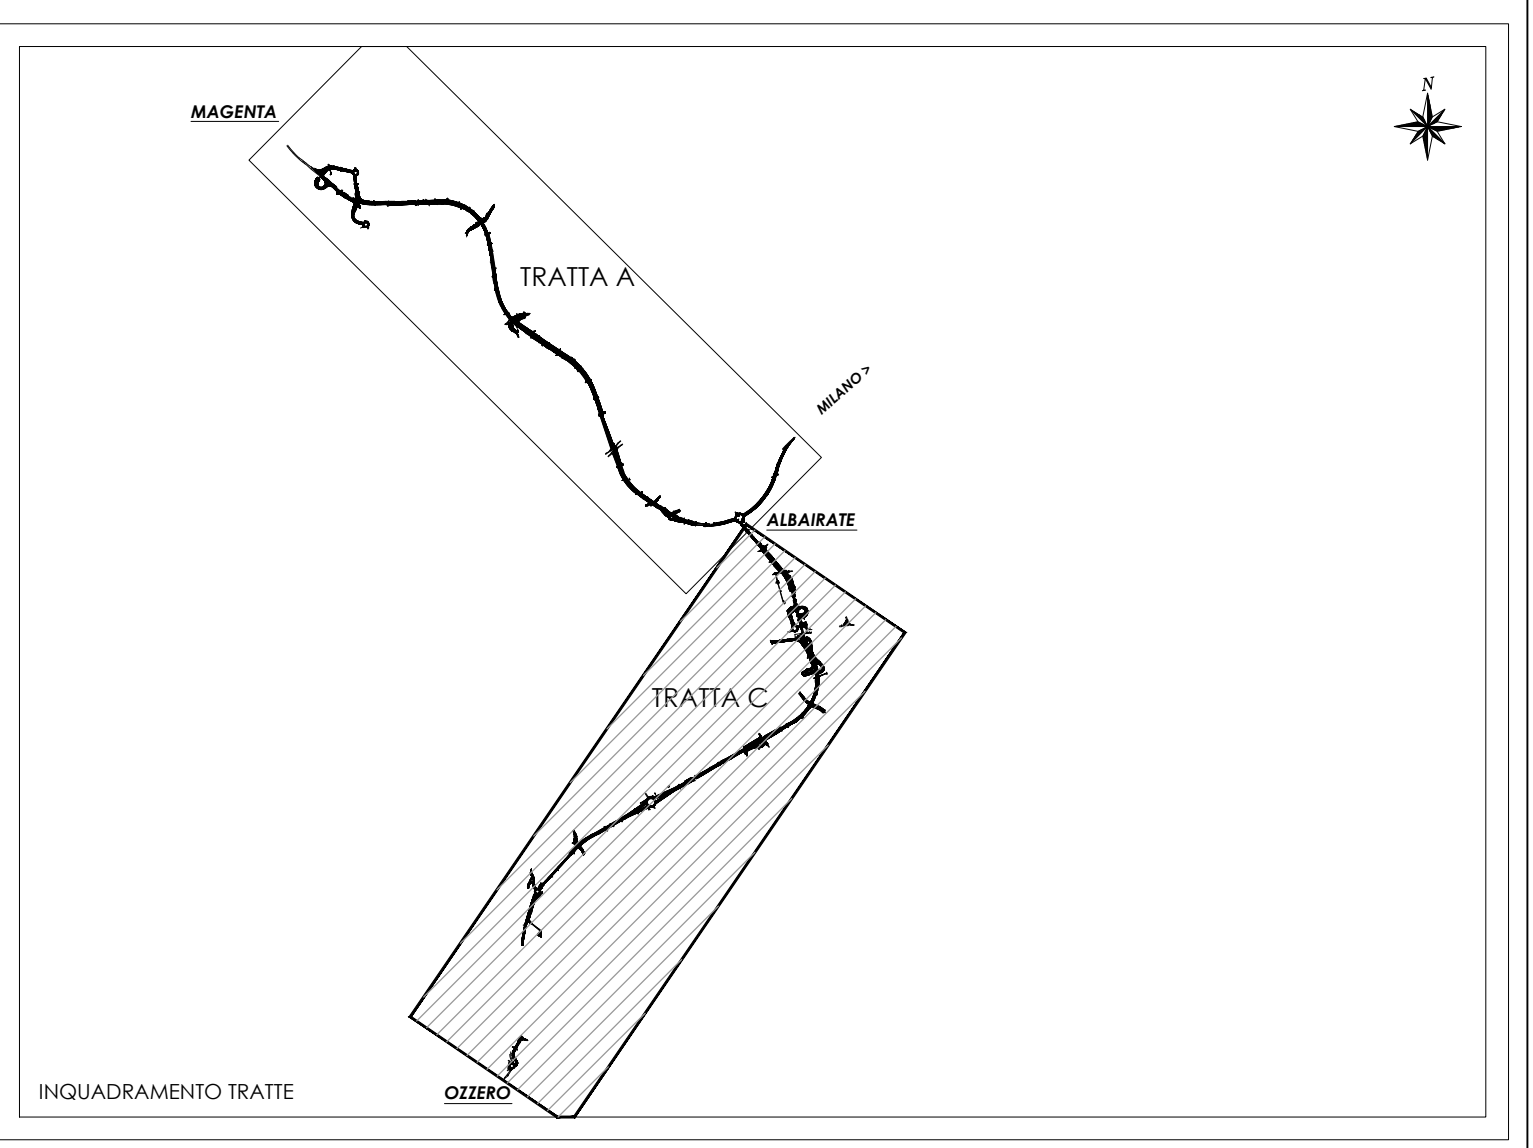 N
MAGENTA
TRATTA A
MILANO >
ALBAIRATE
TRATTA C
INQUADRAMENTO TRATTE
OZZERO